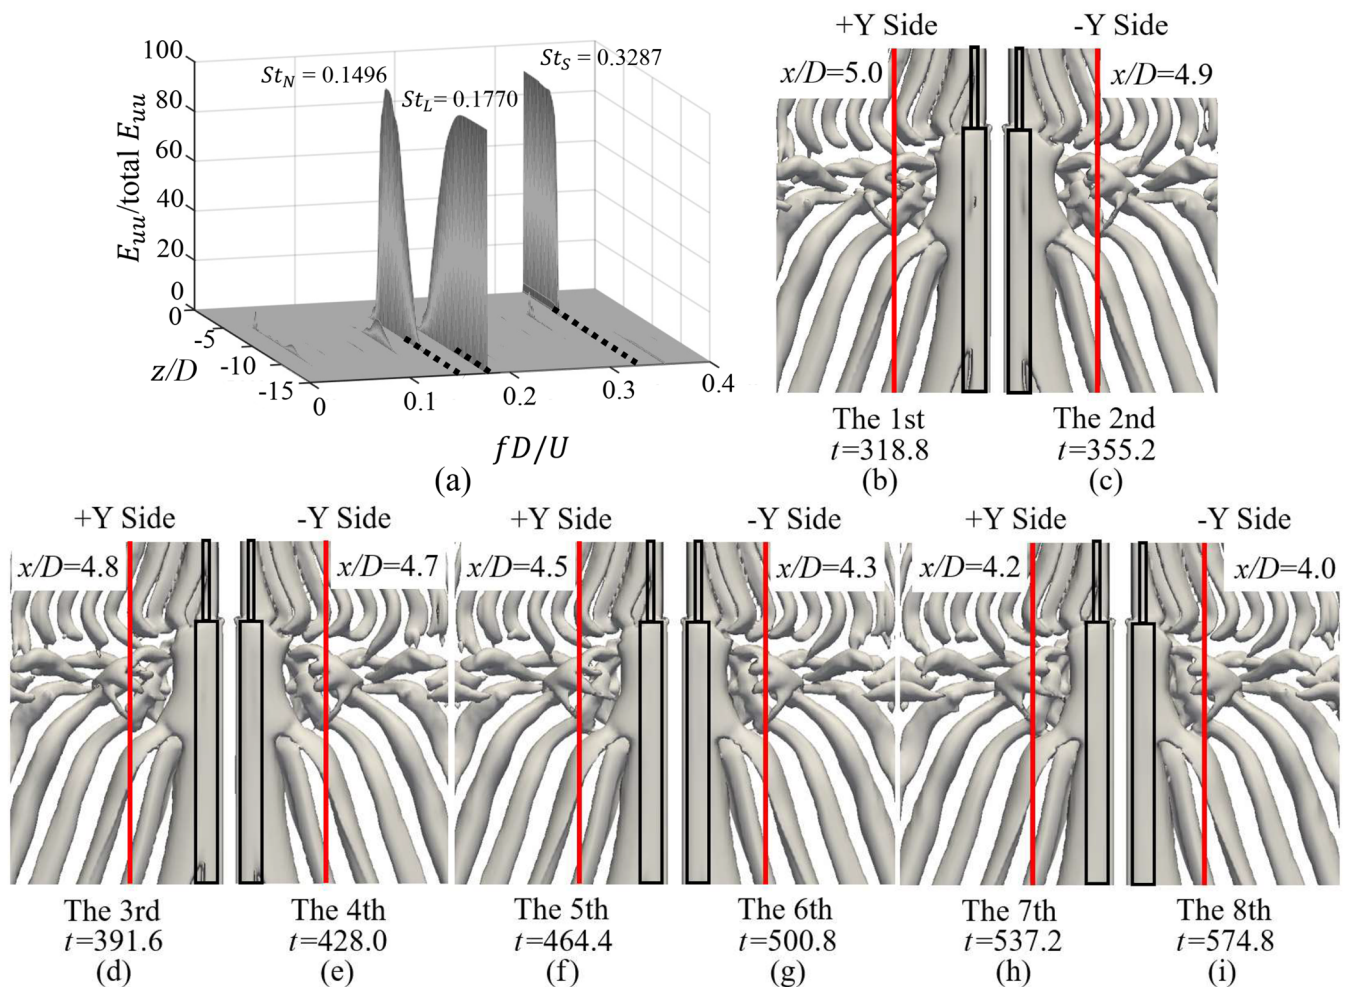 100
80
60
40
20
0
E_uu/total E_uu
St_N = 0.1496
St_L= 0.1770
St_S = 0.3287
0
-5
-10
-15
z/D
0
0.1
0.2
0.3
0.4
fD/U
(a)
+Y Side
x/D=5.0
The 1st
t=318.8
(b)
-Y Side
x/D=4.9
The 2nd
t=355.2
(c)
+Y Side
x/D=4.8
The 3rd
t=391.6
(d)
-Y Side
x/D=4.7
The 4th
t=428.0
(e)
+Y Side
x/D=4.5
The 5th
t=464.4
(f)
-Y Side
x/D=4.3
The 6th
t=500.8
(g)
+Y Side
x/D=4.2
The 7th
t=537.2
(h)
-Y Side
x/D=4.0
The 8th
t=574.8
(i)